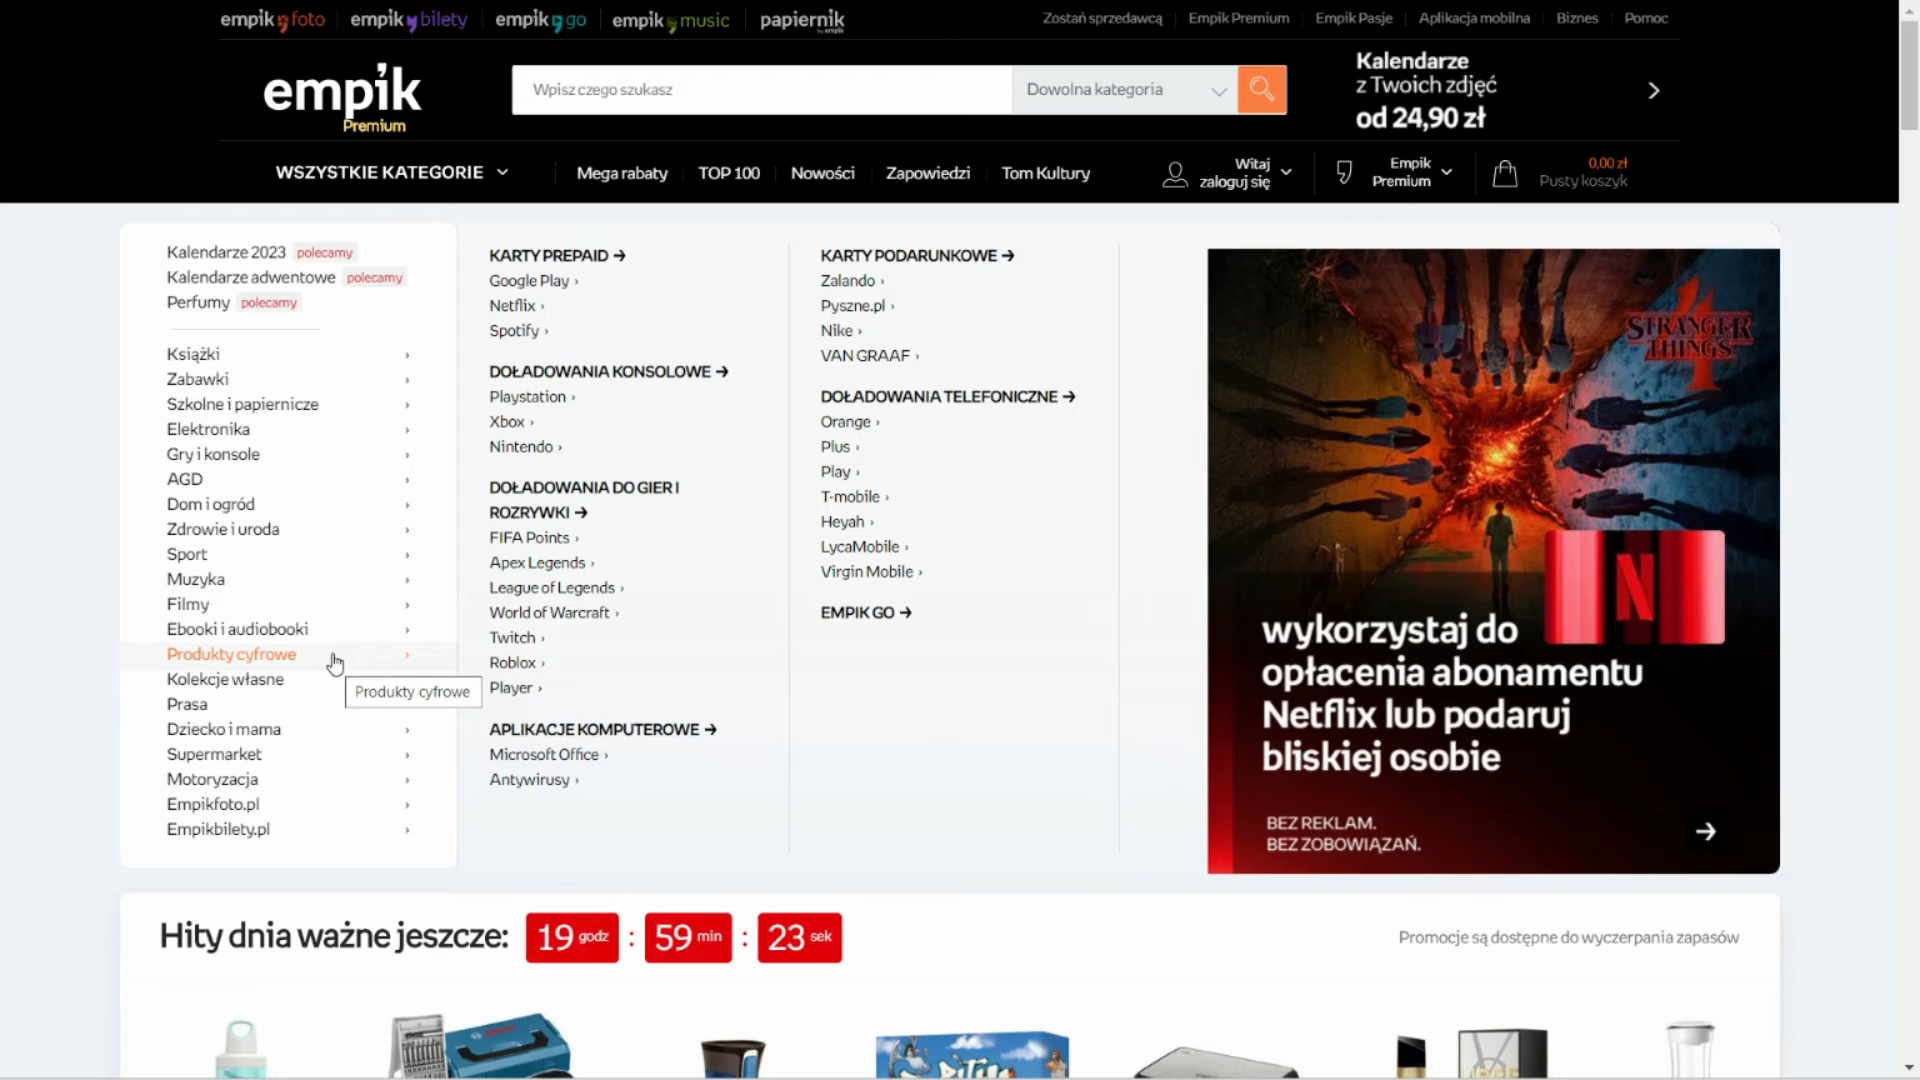 empik foto
empik bilety
empik go
empik music
papiernik
by empik
Zostań sprzedawcą
Empik Premium
Empik Pasje
Aplikacja mobilna
Biznes
Pomoc
empik
Premium
Wpisz czego szukasz
Dowolna kategoria
Kalendarze
z Twoich zdjęć
od 24,90 zł
WSZYSTKIE KATEGORIE
Mega rabaty
TOP 100
Nowości
Zapowiedzi
Tom Kultury
Witaj
zaloguj się
Empik
Premium
0,00 zł
Pusty koszyk
Kalendarze 2023 polecamy
Kalendarze adwentowe polecamy
Perfumy polecamy
Książki
Zabawki
Szkolne i papiernicze
Elektronika
Gry i konsole
AGD
Dom i ogród
Zdrowie i uroda
Sport
Muzyka
Filmy
Ebooki i audiobooki
Produkty cyfrowe
Kolekcje własne
Prasa
Dziecko i mama
Supermarket
Motoryzacja
Empikfoto.pl
Empikbilety.pl
Produkty cyfrowe
KARTY PREPAID →
Google Play ›
Netflix ›
Spotify ›
DOŁADOWANIA KONSOLOWE →
Playstation ›
Xbox ›
Nintendo ›
DOŁADOWANIA DO GIER I
ROZRYWKI →
FIFA Points ›
Apex Legends ›
League of Legends ›
World of Warcraft ›
Twitch ›
Roblox ›
Player ›
APLIKACJE KOMPUTEROWE →
Microsoft Office ›
Antywirusy ›
KARTY PODARUNKOWE →
Zalando ›
Pyszne.pl ›
Nike ›
VAN GRAAF ›
DOŁADOWANIA TELEFONICZNE →
Orange ›
Plus ›
Play ›
T-mobile ›
Heyah ›
LycaMobile ›
Virgin Mobile ›
EMPIK GO →
4
STRANGER
THINGS
N
wykorzystaj do
opłacenia abonamentu
Netflix lub podaruj
bliskiej osobie
BEZ REKLAM.
BEZ ZOBOWIĄZAŃ.
Hity dnia ważne jeszcze: 19 godz : 59 min : 23 sek
Promocje są dostępne do wyczerpania zapasów